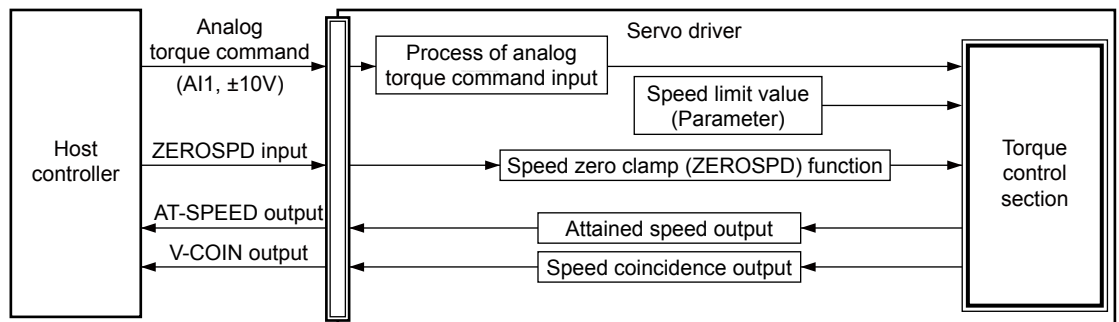 Analog
torque command
(AI1, ±10V)
Servo driver
Process of analog
torque command input
Speed limit value
(Parameter)
Host
controller
ZEROSPD input
Speed zero clamp (ZEROSPD) function
Torque
control
section
AT-SPEED output
Attained speed output
V-COIN output
Speed coincidence output